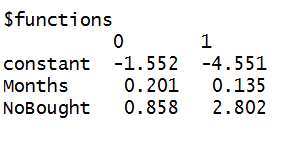 $functions
0 1
constant -1.552 -4.551
Months 0.201 0.135
NoBought 0.858 2.802